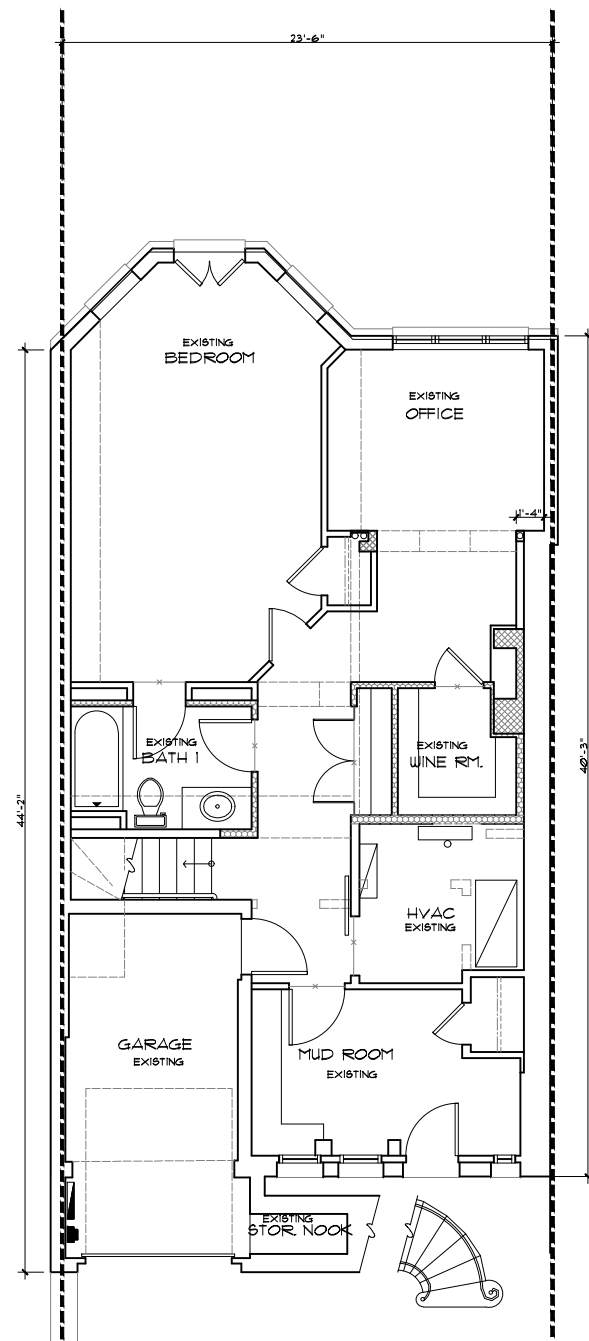 23'-6"
EXISTING
BEDROOM
EXISTING
OFFICE
1'-4"
EXISTING
BATH 1
EXISTING
WINE RM.
40'-3"
44'-2"
HVAC
EXISTING
GARAGE
EXISTING
MUD ROOM
EXISTING
EXISTING
STOR NOOK